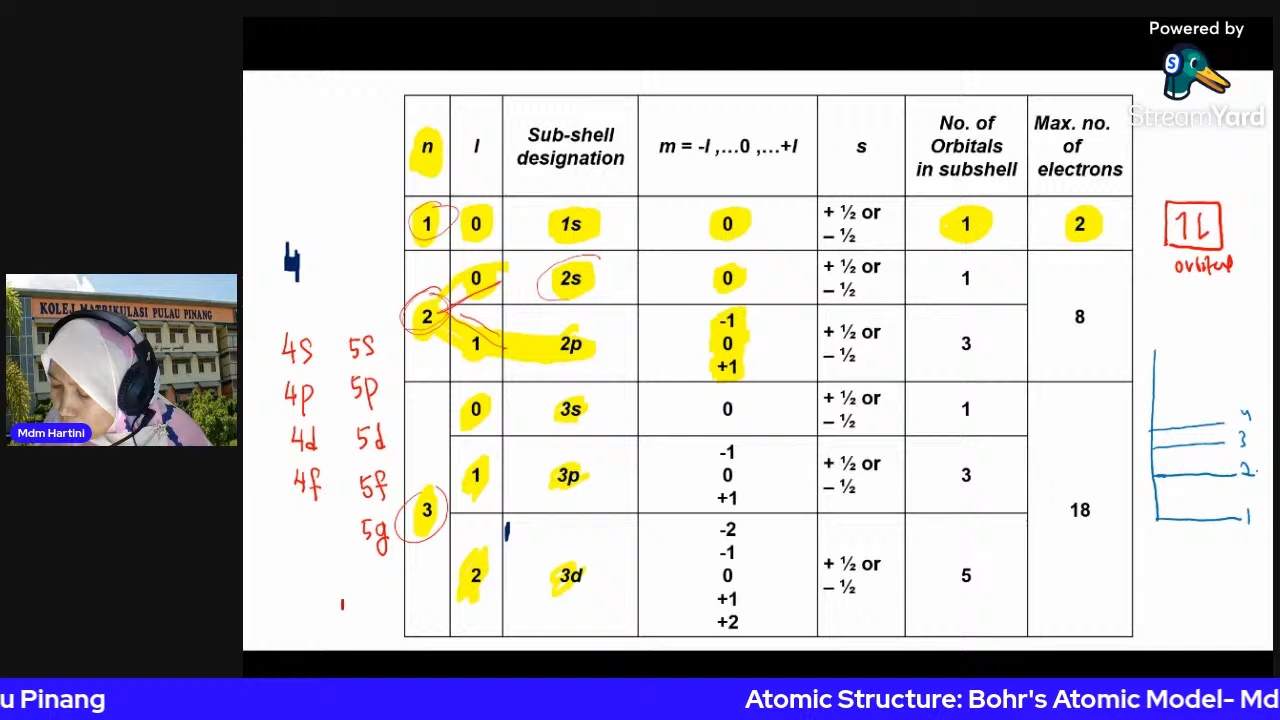 Powered by
StreamYard
n
l
Sub-shell
designation
m = -l ,…0 ,…+l
s
No. of
Orbitals
in subshell
Max. no.
of
electrons
1
0
1s
0
+ ½ or
– ½
1
2
2
0
2s
0
+ ½ or
– ½
1
8
1
2p
-1
0
+1
+ ½ or
– ½
3
3
0
3s
0
+ ½ or
– ½
1
18
1
3p
-1
0
+1
+ ½ or
– ½
3
2
3d
-2
-1
0
+1
+2
+ ½ or
– ½
5
4
4s 5s
4p 5p
4d 5d
4f 5f
5g
orbital
4
3
2
1
KOLEJ MATRIKULASI PULAU PINANG
Mdm Hartini
u Pinang
Atomic Structure: Bohr's Atomic Model- Md